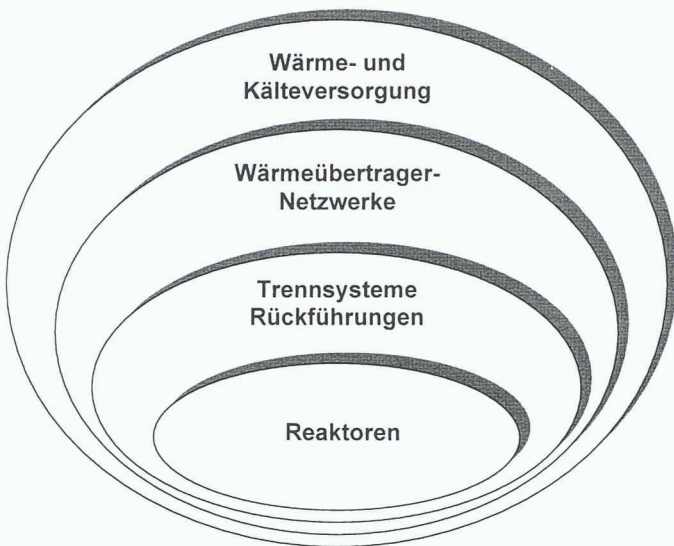 Wärme- und
Kälteversorgung
Wärmeübertrager-
Netzwerke
Trennsysteme
Rückführungen
Reaktoren